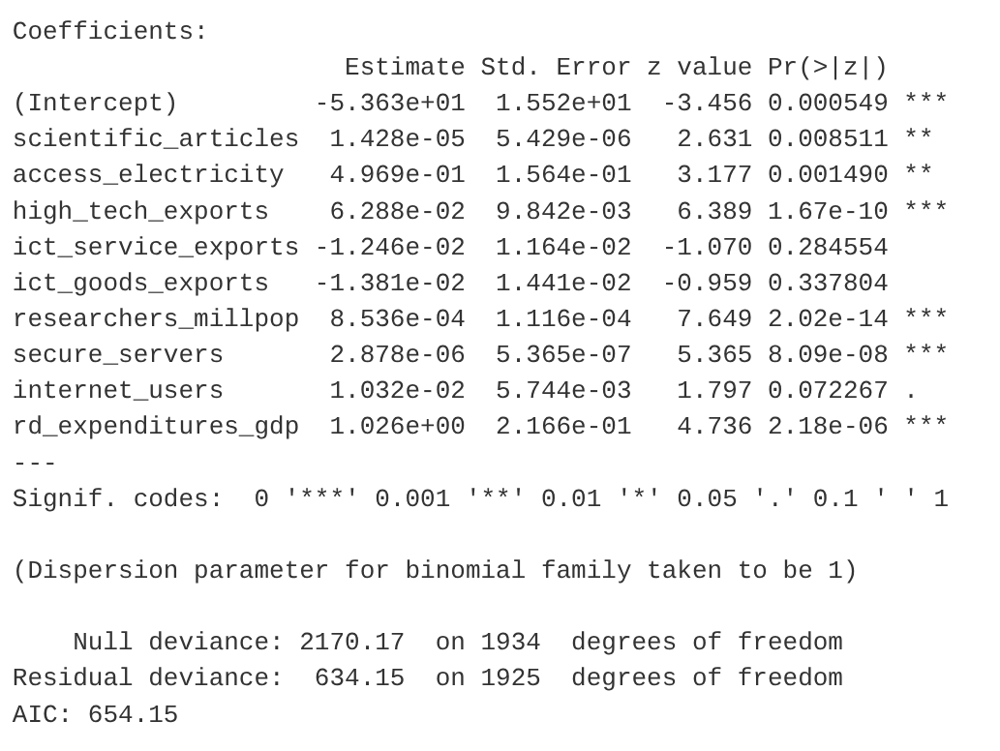 Coefficients:
                      Estimate Std. Error z value Pr(>|z|)
(Intercept)         -5.363e+01  1.552e+01  -3.456 0.000549 ***
scientific_articles  1.428e-05  5.429e-06   2.631 0.008511 **
access_electricity   4.969e-01  1.564e-01   3.177 0.001490 **
high_tech_exports    6.288e-02  9.842e-03   6.389 1.67e-10 ***
ict_service_exports -1.246e-02  1.164e-02  -1.070 0.284554
ict_goods_exports   -1.381e-02  1.441e-02  -0.959 0.337804
researchers_millpop  8.536e-04  1.116e-04   7.649 2.02e-14 ***
secure_servers       2.878e-06  5.365e-07   5.365 8.09e-08 ***
internet_users       1.032e-02  5.744e-03   1.797 0.072267 .
rd_expenditures_gdp  1.026e+00  2.166e-01   4.736 2.18e-06 ***
---
Signif. codes:  0 '***' 0.001 '**' 0.01 '*' 0.05 '.' 0.1 ' ' 1
(Dispersion parameter for binomial family taken to be 1)
    Null deviance: 2170.17  on 1934  degrees of freedom
Residual deviance:  634.15  on 1925  degrees of freedom
AIC: 654.15